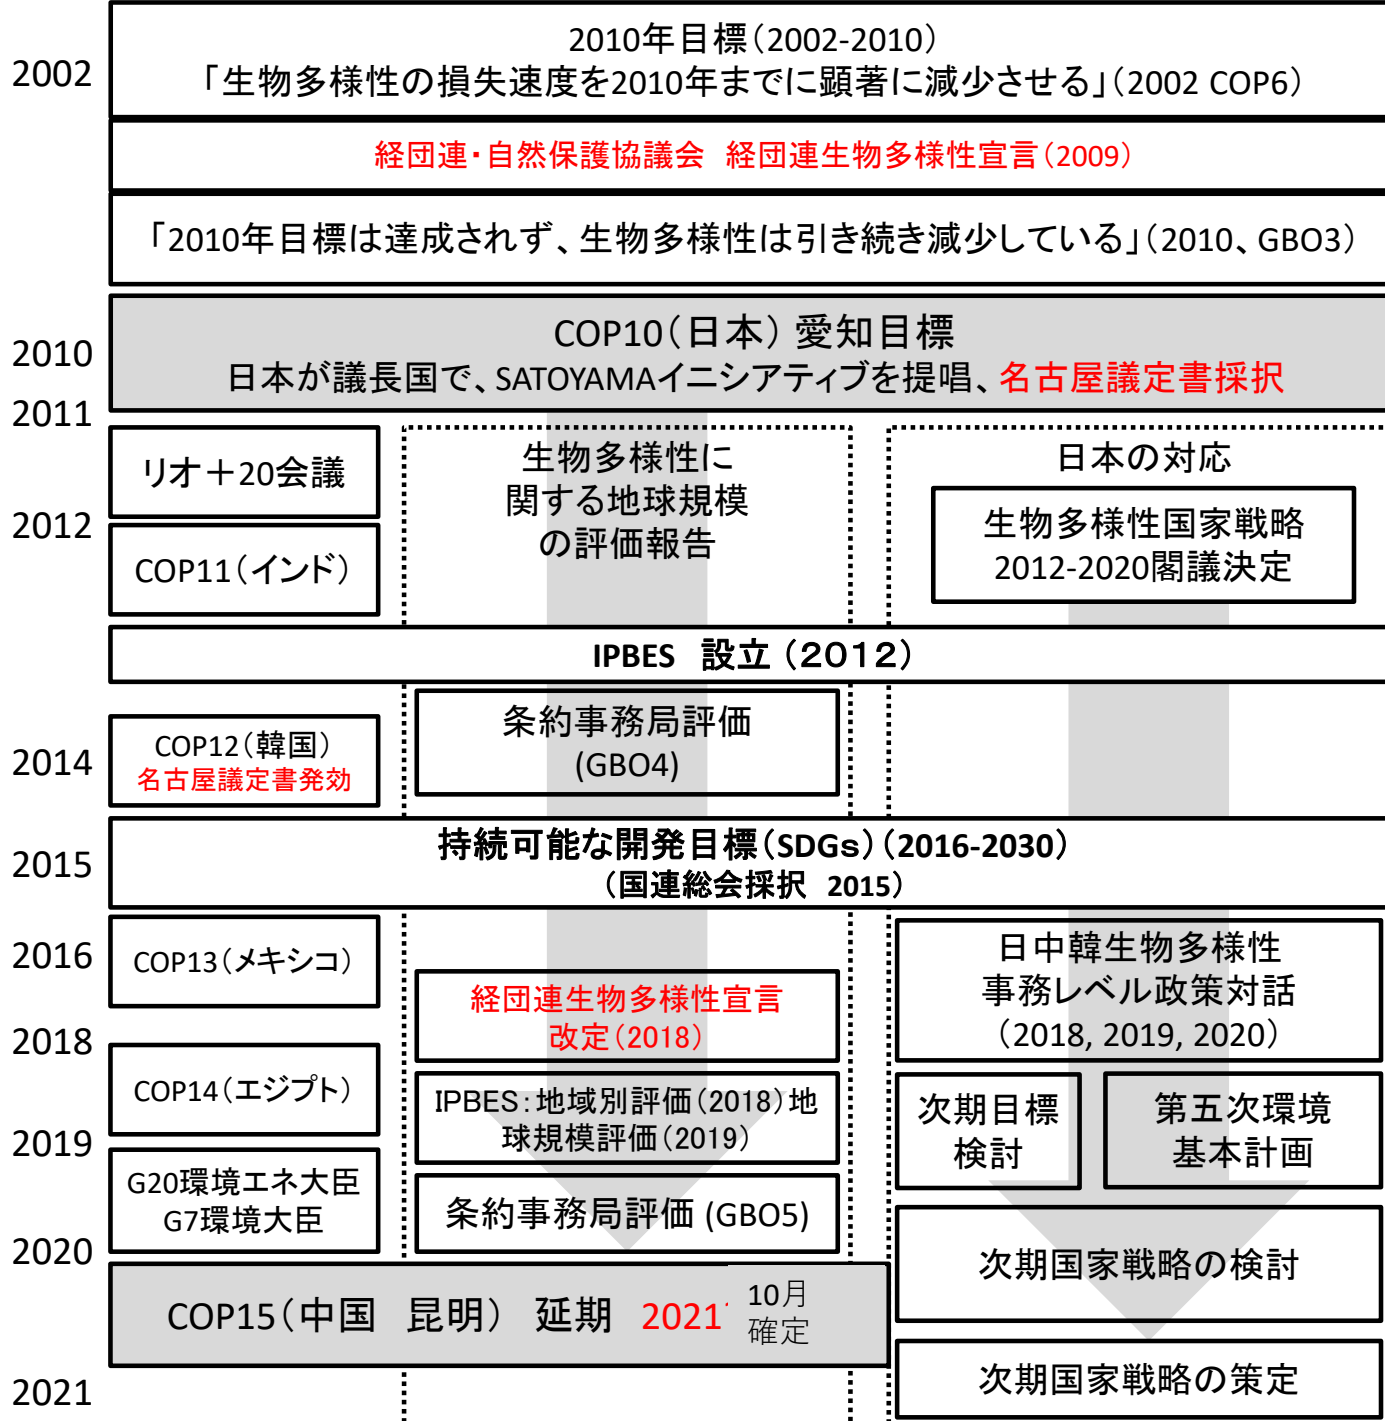 2002
2010年目標(2002-2010)
「生物多様性の損失速度を2010年までに顕著に減少させる」(2002 COP6)
経団連・自然保護協議会　経団連生物多様性宣言(2009)
「2010年目標は達成されず、生物多様性は引き続き減少している」(2010、GBO3)
2010
COP10(日本) 愛知目標
日本が議長国で、SATOYAMAイニシアティブを提唱、名古屋議定書採択
2011
リオ＋20会議
2012
COP11(インド)
生物多様性に
関する地球規模
の評価報告
日本の対応
生物多様性国家戦略
2012-2020閣議決定
IPBES　設立（２０１２）
2014
COP12(韓国)
名古屋議定書発効
条約事務局評価
(GBO4)
2015
持続可能な開発目標(SDGs)(2016-2030)
(国連総会採択　2015)
2016
COP13(メキシコ)
経団連生物多様性宣言
改定(2018)
日中韓生物多様性
事務レベル政策対話
(2018, 2019, 2020)
2018
COP14(エジプト)
IPBES:地域別評価(2018)地
球規模評価(2019)
次期目標
検討
第五次環境
基本計画
2019
G20環境エネ大臣
G7環境大臣
条約事務局評価 (GBO5)
次期国家戦略の検討
2020
COP15(中国　昆明)　延期　2021
10月
確定
次期国家戦略の策定
2021